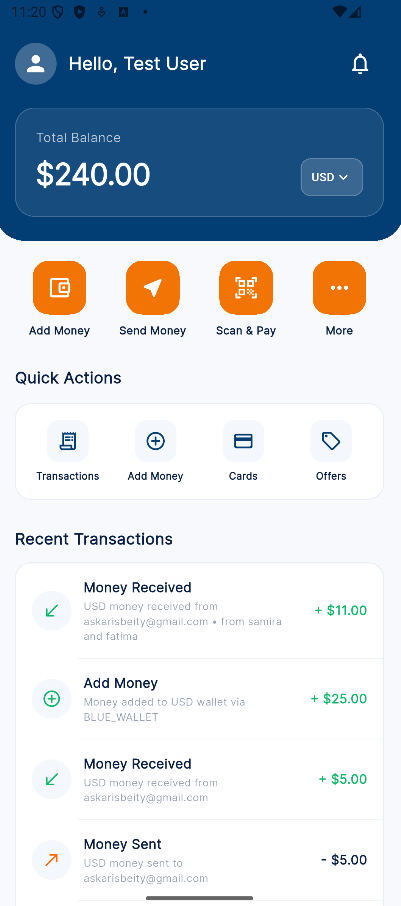 11:20
Hello, Test User
Total Balance
$240.00
USD
Add Money
Send Money
Scan & Pay
More
Quick Actions
Transactions
Add Money
Cards
Offers
Recent Transactions
Money Received
USD money received from
askarisbeity@gmail.com • from samira
and fatima
+ $11.00
Add Money
Money added to USD wallet via
BLUE_WALLET
+ $25.00
Money Received
USD money received from
askarisbeity@gmail.com
+ $5.00
Money Sent
USD money sent to
askarisbeity@gmail.com
- $5.00